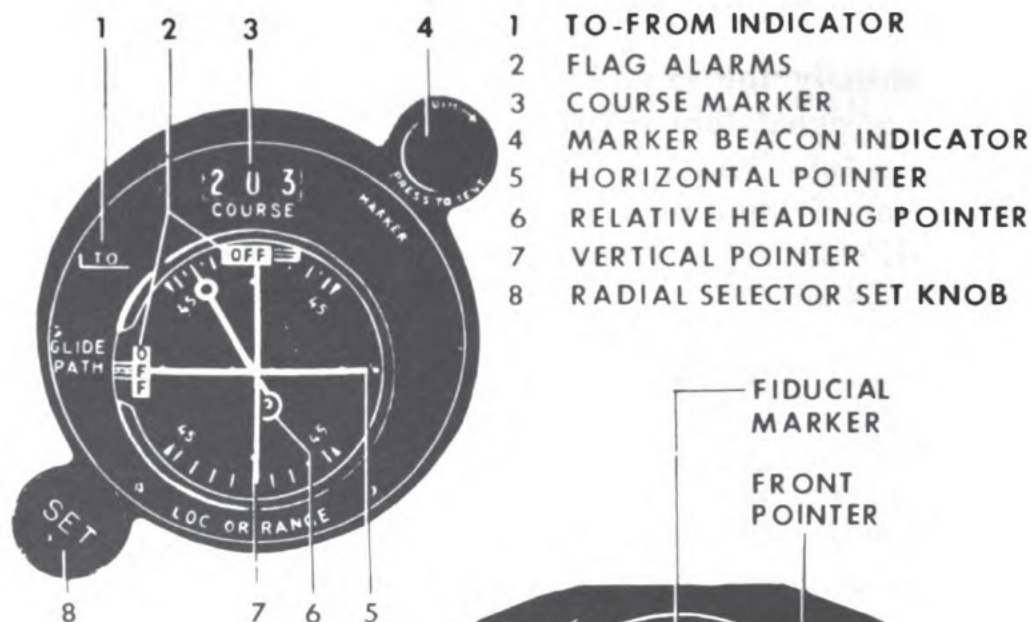 1 2 3 4
1 TO-FROM INDICATOR
2 FLAG ALARMS
3 COURSE MARKER
4 MARKER BEACON INDICATOR
5 HORIZONTAL POINTER
6 RELATIVE HEADING POINTER
7 VERTICAL POINTER
8 RADIAL SELECTOR SET KNOB
PRESS TO TEST
203
COURSE
MARKER
TO
OFF
45 45
GLIDE
PATH
OFF
45 45
LOC OR RANGE
SET
8 7 6 5
FIDUCIAL
MARKER
FRONT
POINTER